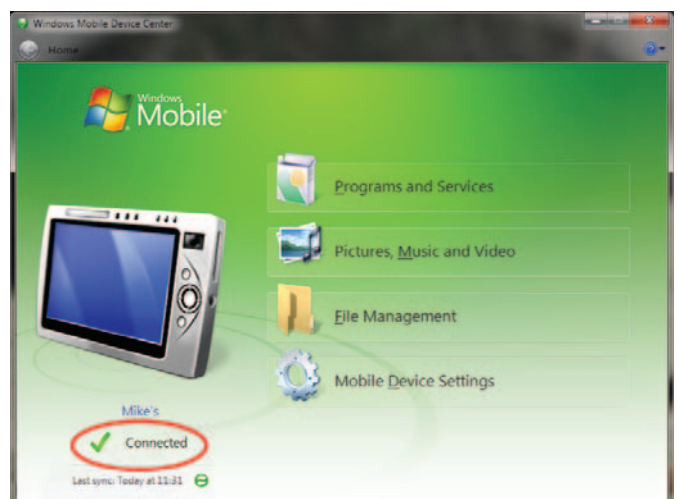 Windows Mobile Device Center
Home
Windows
Mobile
Programs and Services
Pictures, Music and Video
File Management
Mobile Device Settings
Mike's
Connected
Last sync: Today at 11:31